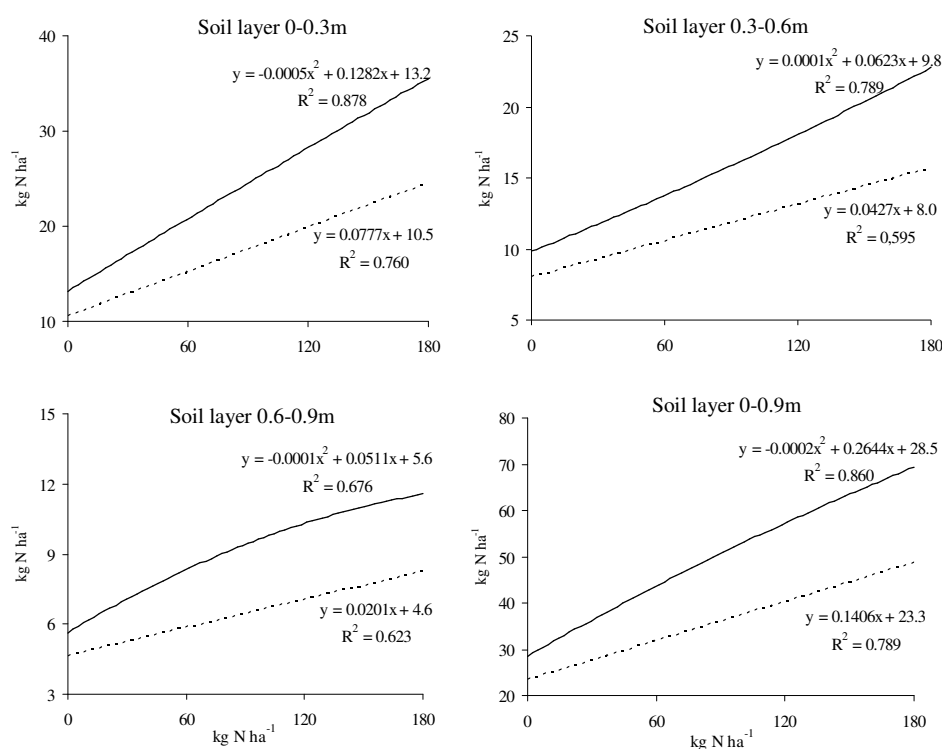 Soil layer 0-0.3m
40
30
20
10
kg N ha⁻¹
y = -0.0005x² + 0.1282x + 13.2
R² = 0.878
y = 0.0777x + 10.5
R² = 0.760
0 60 120 180
Soil layer 0.3-0.6m
25
20
15
10
5
kg N ha⁻¹
y = 0.0001x² + 0.0623x + 9.8
R² = 0.789
y = 0.0427x + 8.0
R² = 0,595
0 60 120 180
Soil layer 0.6-0.9m
15
12
9
6
3
kg N ha⁻¹
y = -0.0001x² + 0.0511x + 5.6
R² = 0.676
y = 0.0201x + 4.6
R² = 0.623
0 60 120 180
kg N ha⁻¹
Soil layer 0-0.9m
80
70
60
50
40
30
20
kg N ha⁻¹
y = -0.0002x² + 0.2644x + 28.5
R² = 0.860
y = 0.1406x + 23.3
R² = 0.789
0 60 120 180
kg N ha⁻¹